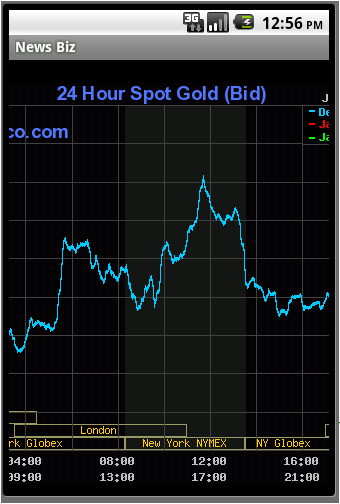 3G 12:56 PM
News Biz
24 Hour Spot Gold (Bid)
J
co.com
De
Ja
Ja
London
rk Globex New York NYMEX NY Globex
04:00 08:00 12:00 16:00
09:00 13:00 17:00 21:00